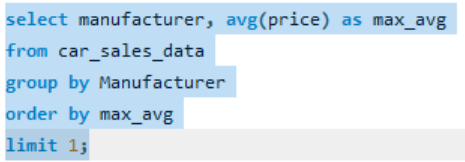 select manufacturer, avg(price) as max_avg
from car_sales_data
group by Manufacturer
order by max_avg
limit 1;